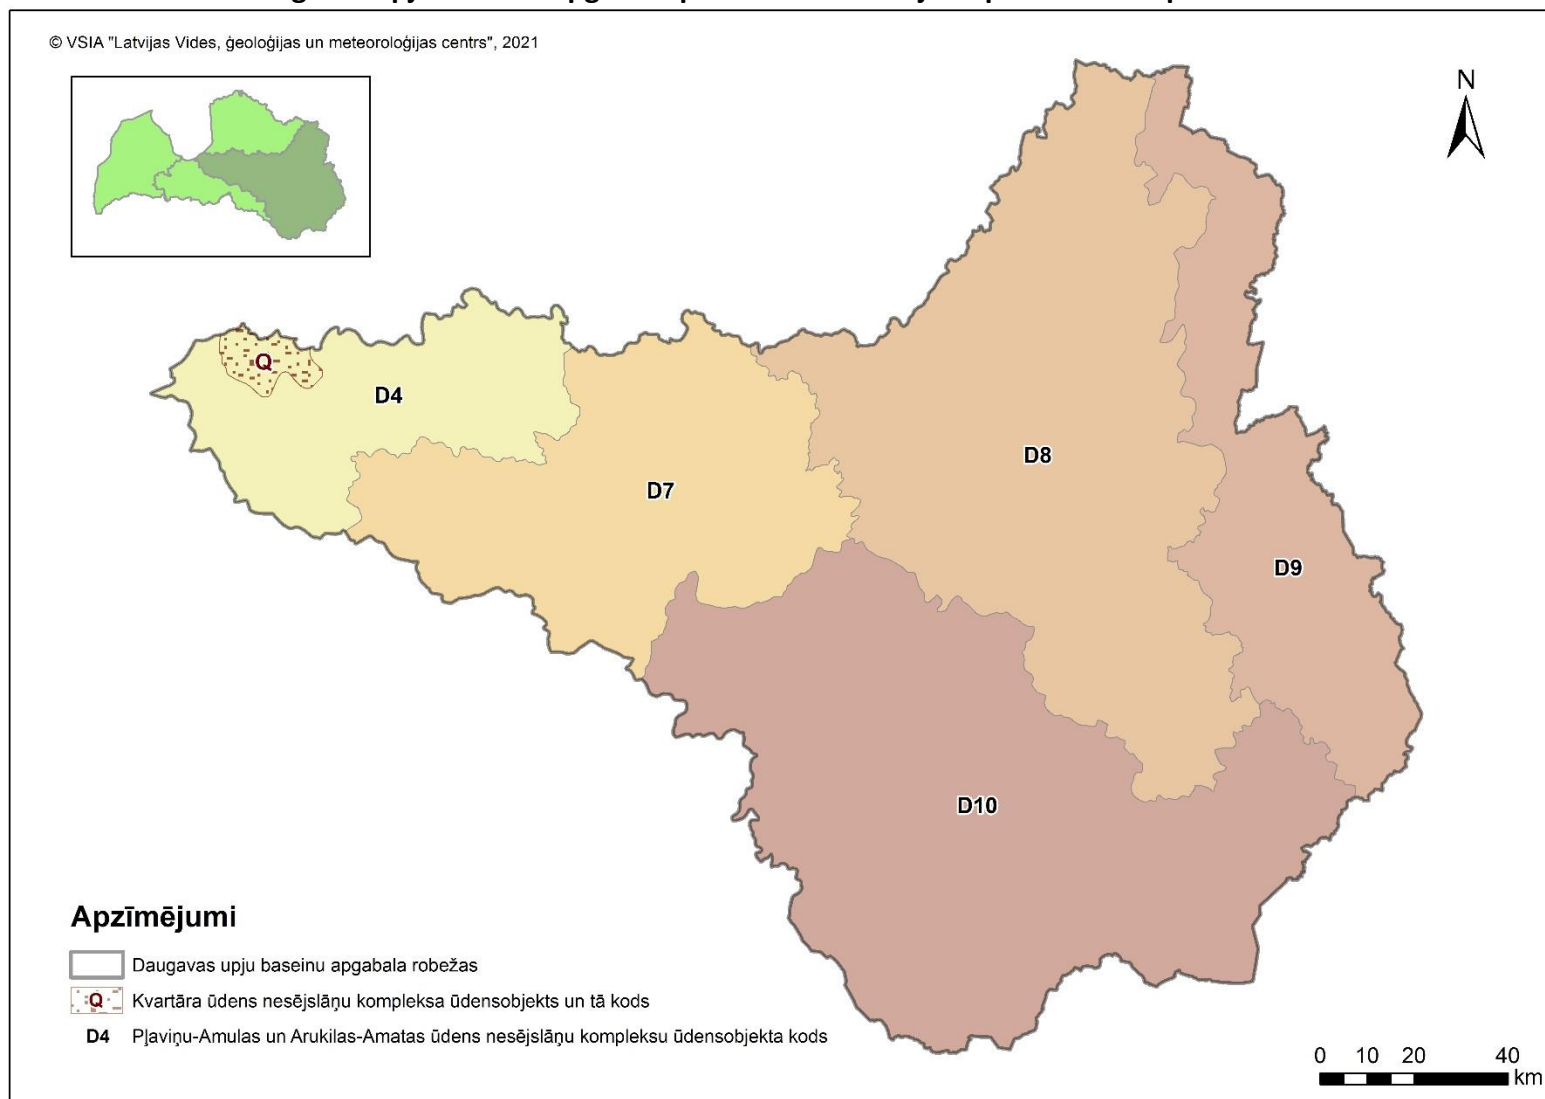 © VSIA "Latvijas Vides, ģeoloģijas un meteoroloģijas centrs", 2021
N
Q
D4
D7
D8
D9
D10
Apzīmējumi
Daugavas upju baseinu apgabala robežas
Q Kvartāra ūdens nesējslāņu kompleksa ūdensobjekts un tā kods
D4 Pļaviņu-Amulas un Arukilas-Amatas ūdens nesējslāņu kompleksu ūdensobjekta kods
0 10 20 40
km